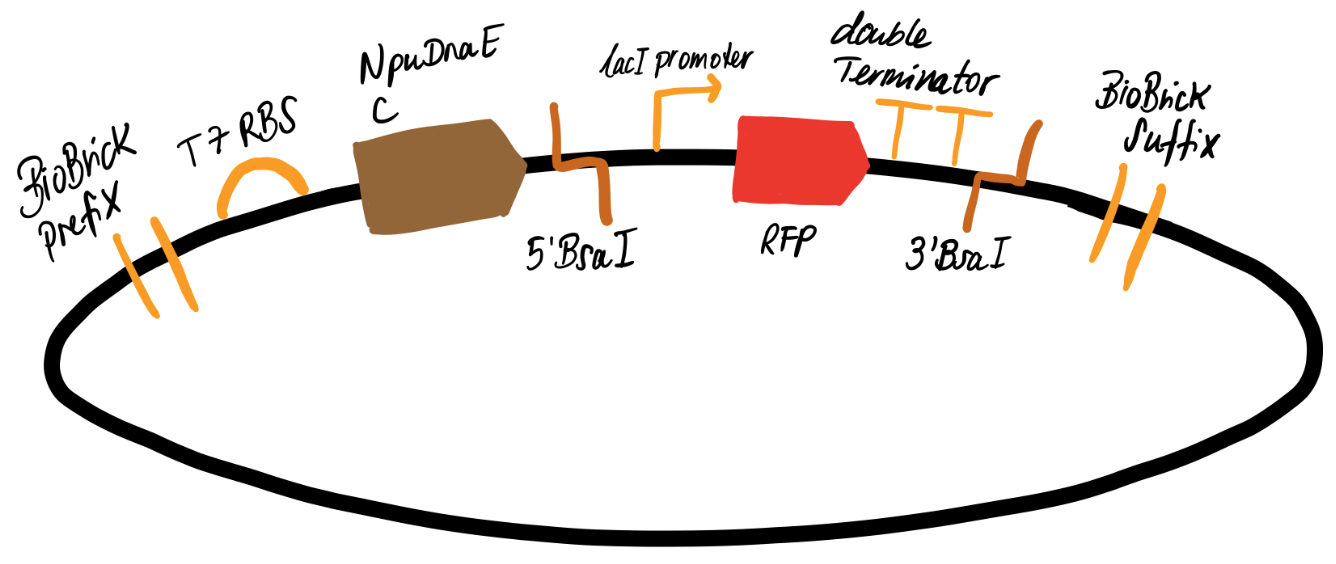 BioBrick
prefix
T7 RBS
NpuDnaE
C
5'BsaI
lacI promoter
RFP
double
Terminator
3'BsaI
BioBrick
Suffix